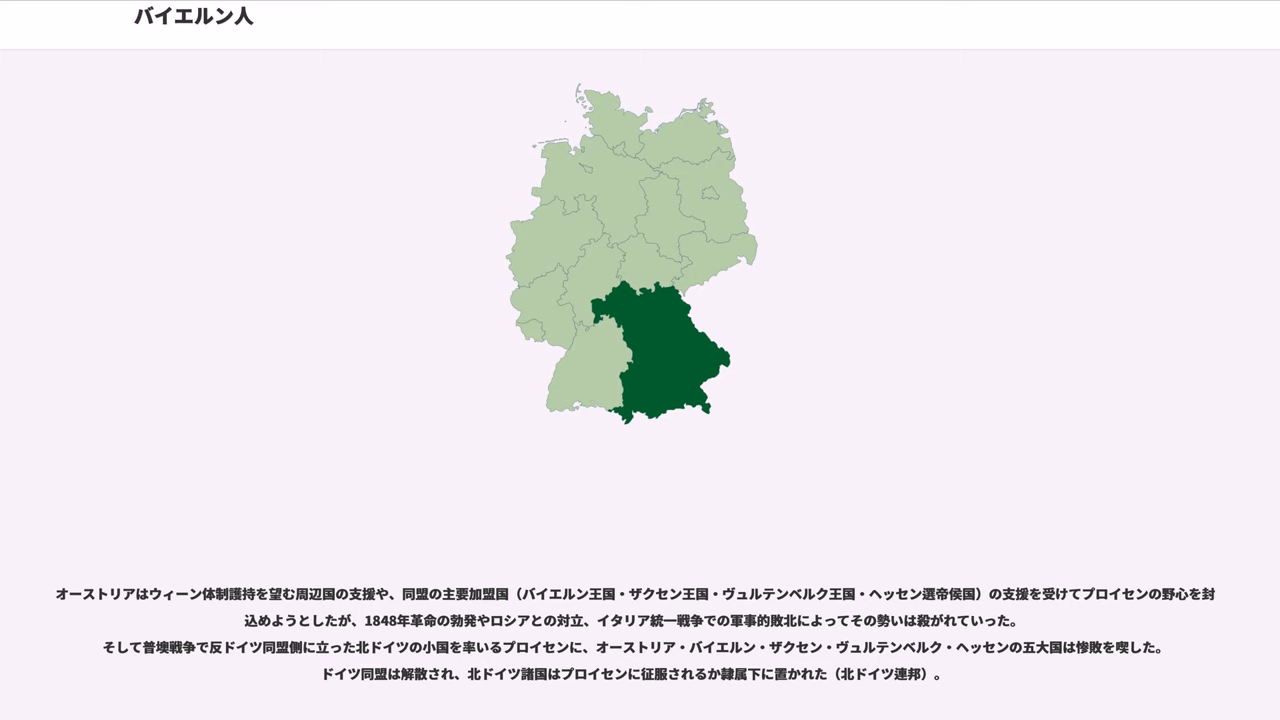 バイエルン人
オーストリアはウィーン体制護持を望む周辺国の支援や、同盟の主要加盟国（バイエルン王国・ザクセン王国・ヴュルテンベルク王国・ヘッセン選帝侯国）の支援を受けてプロイセンの野心を封
込めようとしたが、1848年革命の勃発やロシアとの対立、イタリア統一戦争での軍事的敗北によってその勢いは殺がれていった。
そして普墺戦争で反ドイツ同盟側に立った北ドイツの小国を率いるプロイセンに、オーストリア・バイエルン・ザクセン・ヴュルテンベルク・ヘッセンの五大国は惨敗を喫した。
ドイツ同盟は解散され、北ドイツ諸国はプロイセンに征服されるか隷属下に置かれた（北ドイツ連邦）。